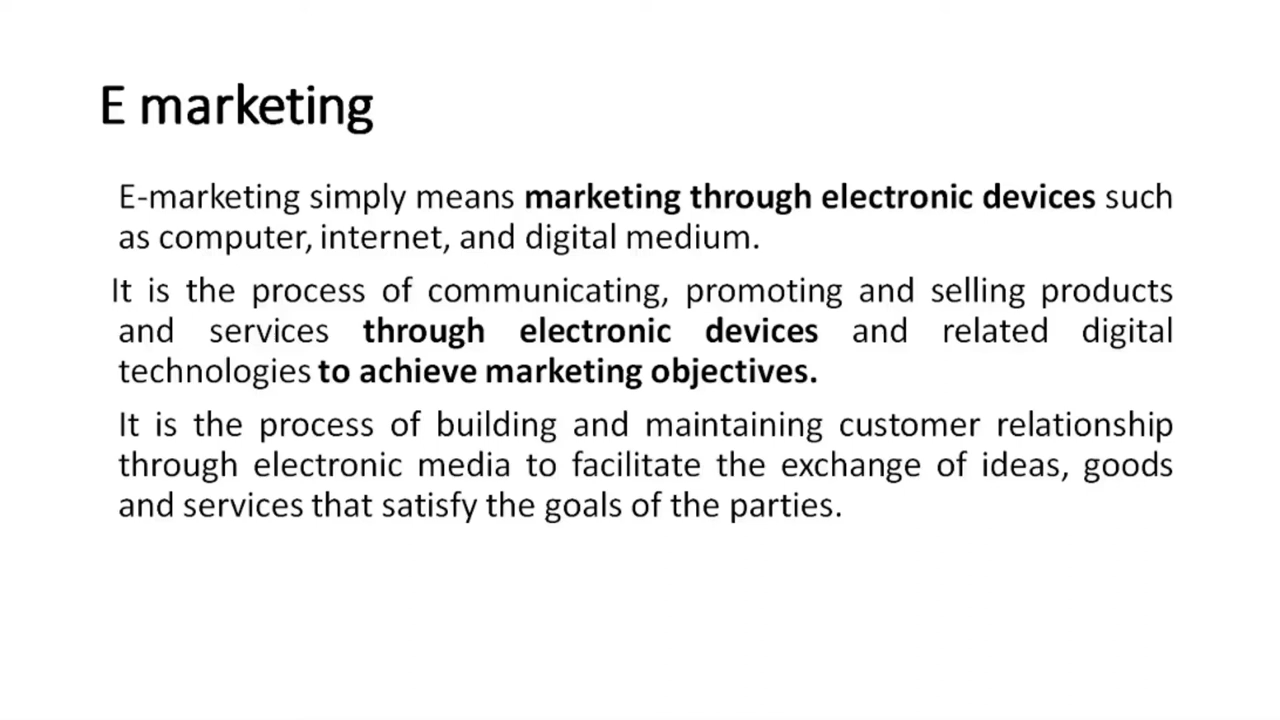 E marketing
E-marketing simply means marketing through electronic devices such
as computer, internet, and digital medium.
It is the process of communicating, promoting and selling products
and services through electronic devices and related digital
technologies to achieve marketing objectives.
It is the process of building and maintaining customer relationship
through electronic media to facilitate the exchange of ideas, goods
and services that satisfy the goals of the parties.